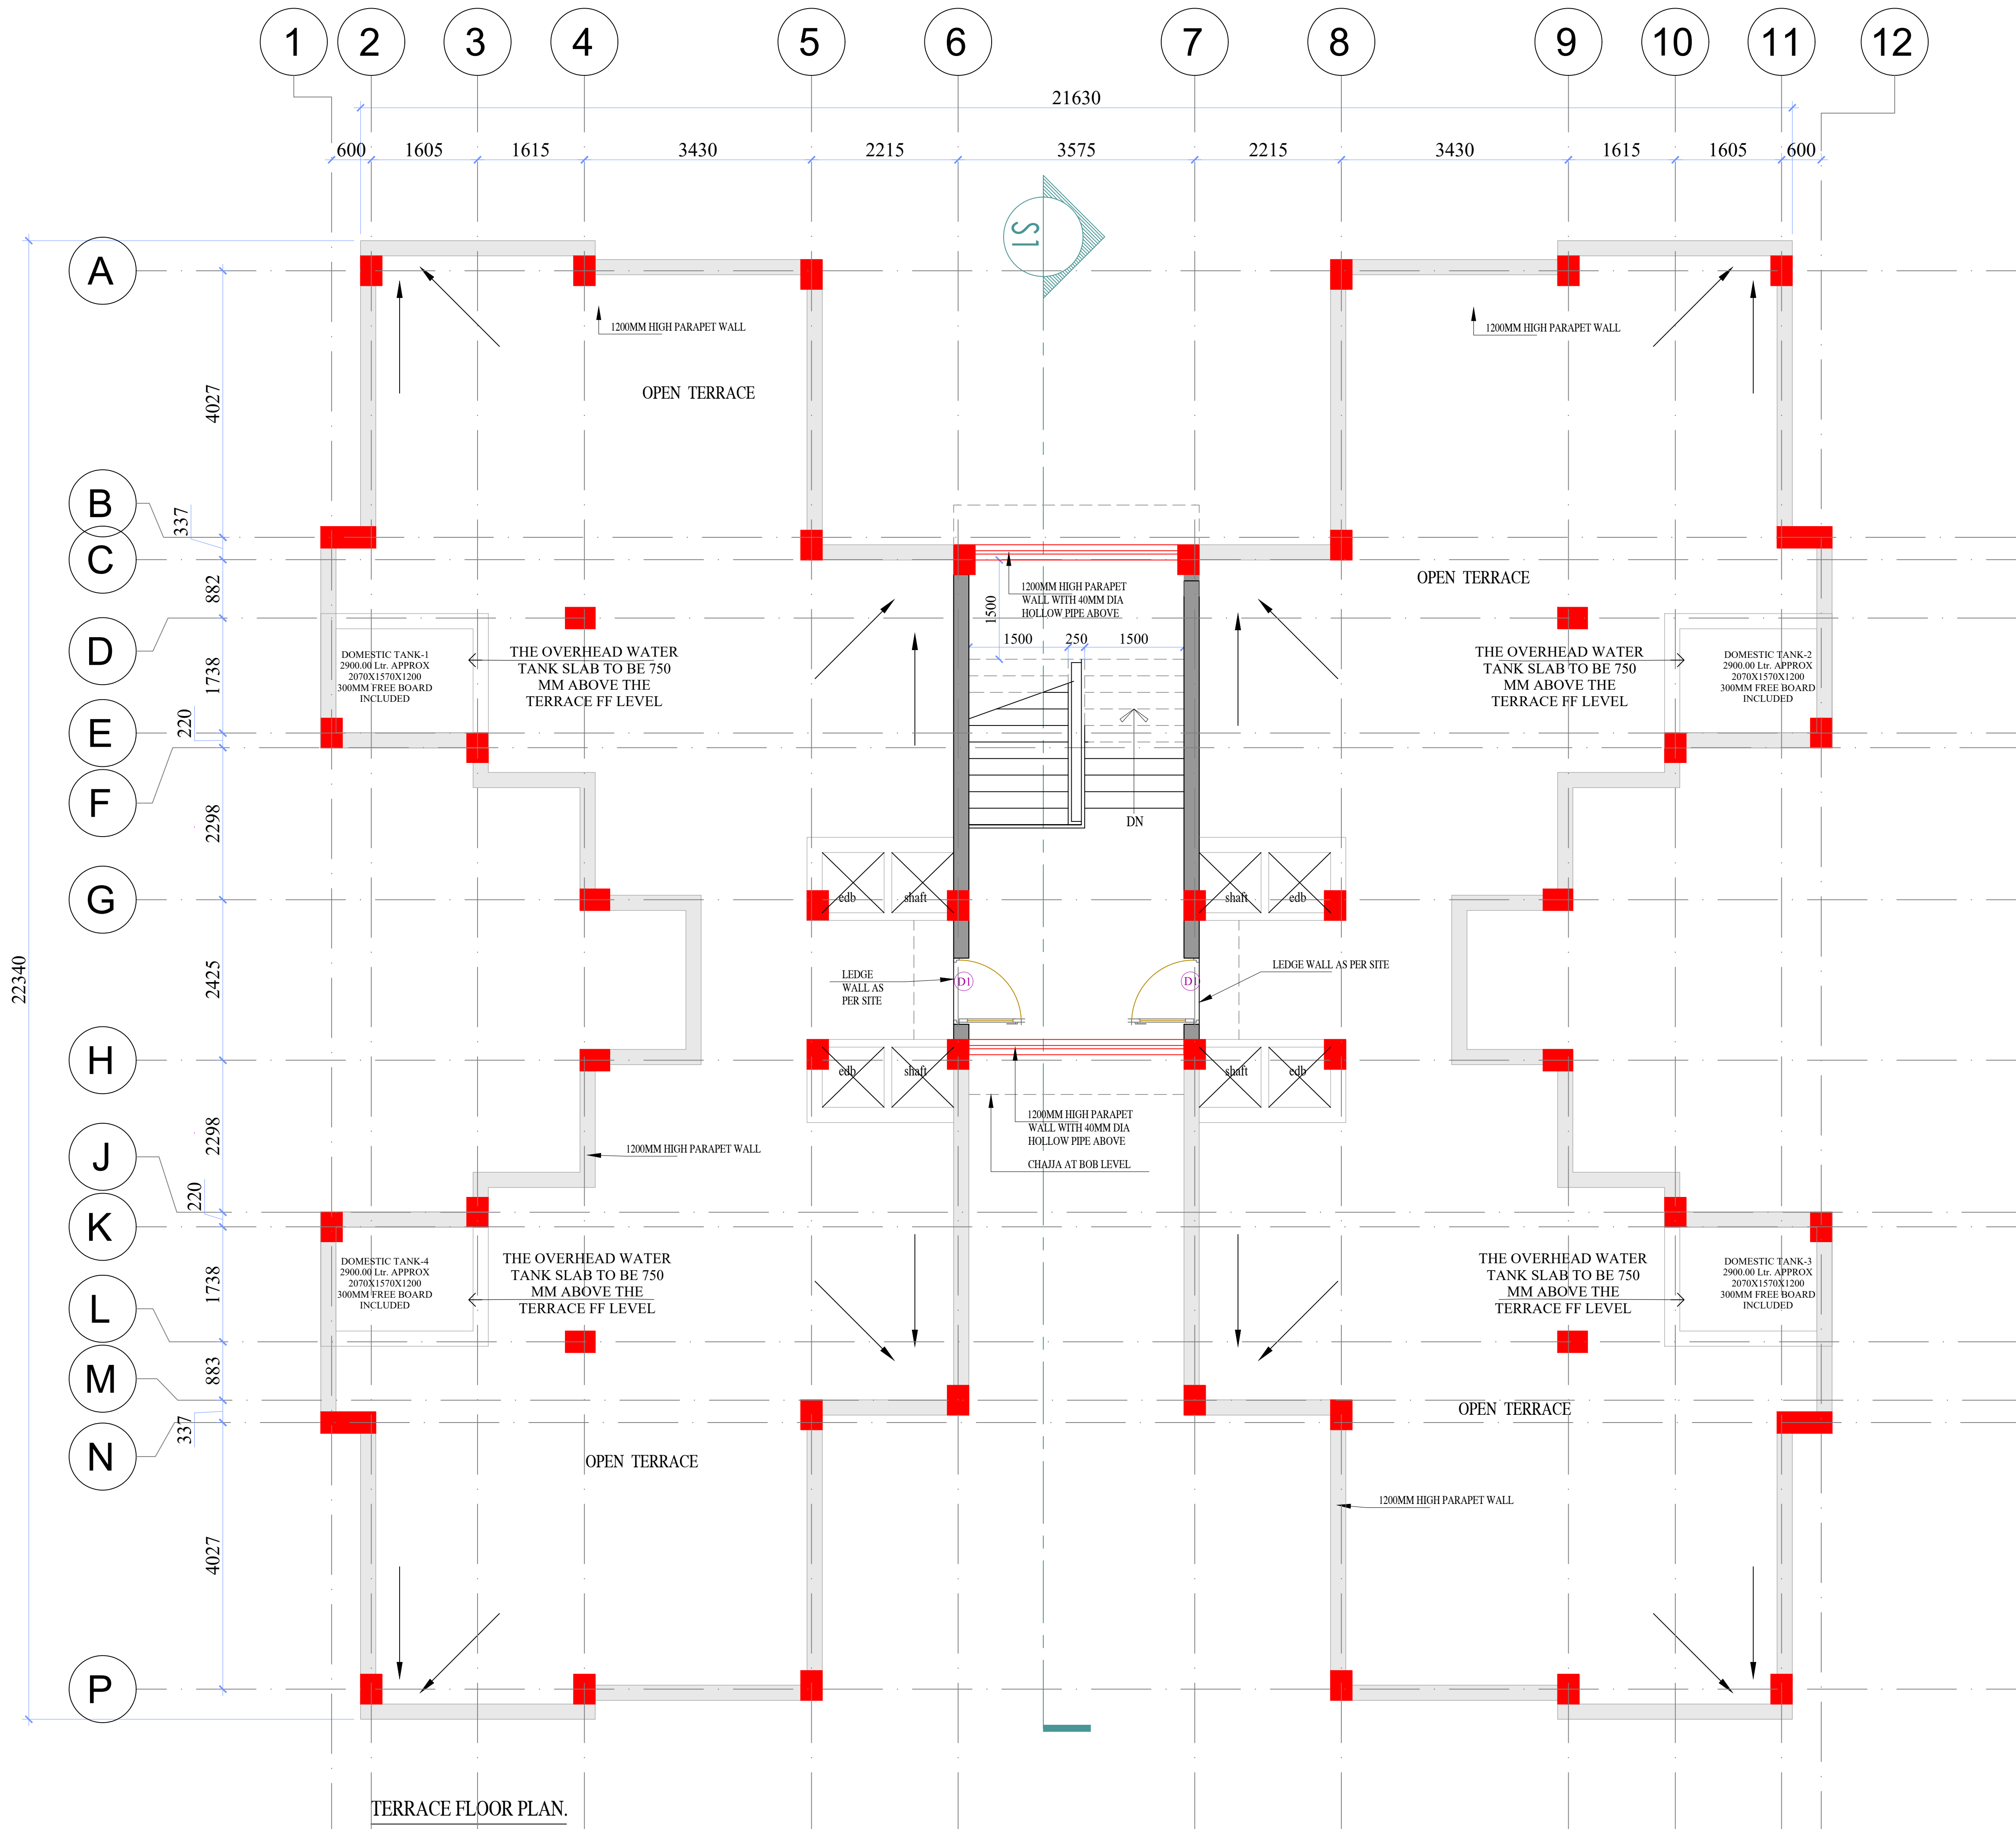 1 2 3 4 5 6 7 8 9 10 11 12
21630
600 1605 1615 3430 2215 3575 2215 3430 1615 1605 600
S1
A
B
C
D
E
F
G
H
J
K
L
M
N
P
22340
4027
337
882
1738
220
2298
2425
2298
220
1738
883
337
4027
1200MM HIGH PARAPET WALL
1200MM HIGH PARAPET WALL
OPEN TERRACE
OPEN TERRACE
1200MM HIGH PARAPET
WALL WITH 40MM DIA
HOLLOW PIPE ABOVE
1500
1500 250 1500
DOMESTIC TANK-1
2900.00 Ltr. APPROX
2070X1570X1200
300MM FREE BOARD
INCLUDED
THE OVERHEAD WATER
TANK SLAB TO BE 750
MM ABOVE THE
TERRACE FF LEVEL
THE OVERHEAD WATER
TANK SLAB TO BE 750
MM ABOVE THE
TERRACE FF LEVEL
DOMESTIC TANK-2
2900.00 Ltr. APPROX
2070X1570X1200
300MM FREE BOARD
INCLUDED
DN
edb shaft shaft edb
LEDGE
WALL AS
PER SITE
D1 D1
LEDGE WALL AS PER SITE
edb shaft shaft edb
1200MM HIGH PARAPET
WALL WITH 40MM DIA
HOLLOW PIPE ABOVE
CHAJJA AT BOB LEVEL
1200MM HIGH PARAPET WALL
DOMESTIC TANK-4
2900.00 Ltr. APPROX
2070X1570X1200
300MM FREE BOARD
INCLUDED
THE OVERHEAD WATER
TANK SLAB TO BE 750
MM ABOVE THE
TERRACE FF LEVEL
THE OVERHEAD WATER
TANK SLAB TO BE 750
MM ABOVE THE
TERRACE FF LEVEL
DOMESTIC TANK-3
2900.00 Ltr. APPROX
2070X1570X1200
300MM FREE BOARD
INCLUDED
OPEN TERRACE
OPEN TERRACE
1200MM HIGH PARAPET WALL
TERRACE FLOOR PLAN.